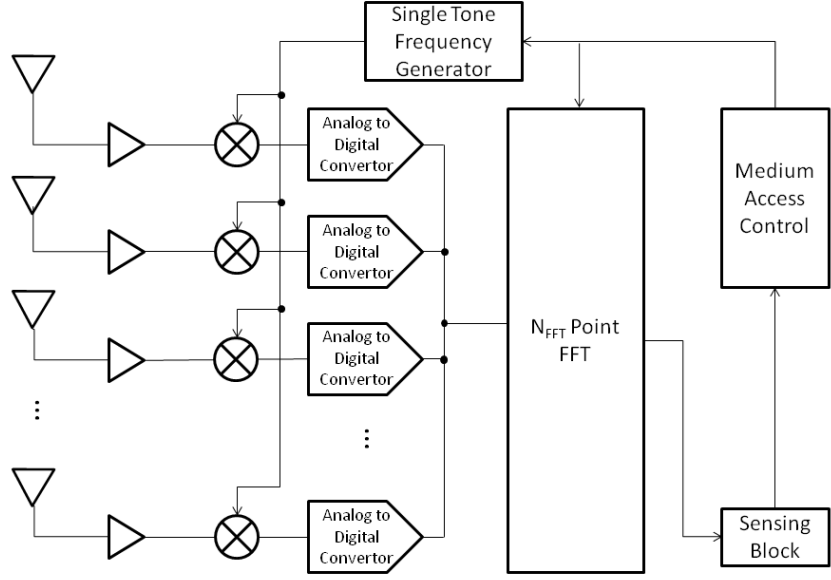 Single Tone
Frequency
Generator
Analog to
Digital
Convertor
Analog to
Digital
Convertor
Analog to
Digital
Convertor
...
...
Analog to
Digital
Convertor
NFFT Point
FFT
Medium
Access
Control
Sensing
Block